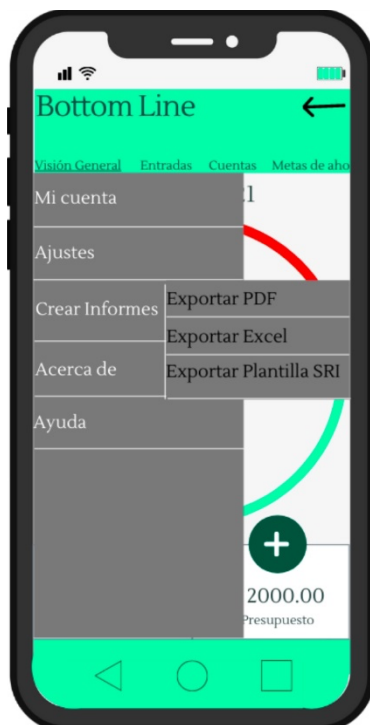 Bottom Line
Visión General Entradas Cuentas Metas de aho
Mi cuenta
Ajustes
Crear Informes
Exportar PDF
Exportar Excel
Exportar Plantilla SRI
Acerca de
Ayuda
2000.00
Presupuesto